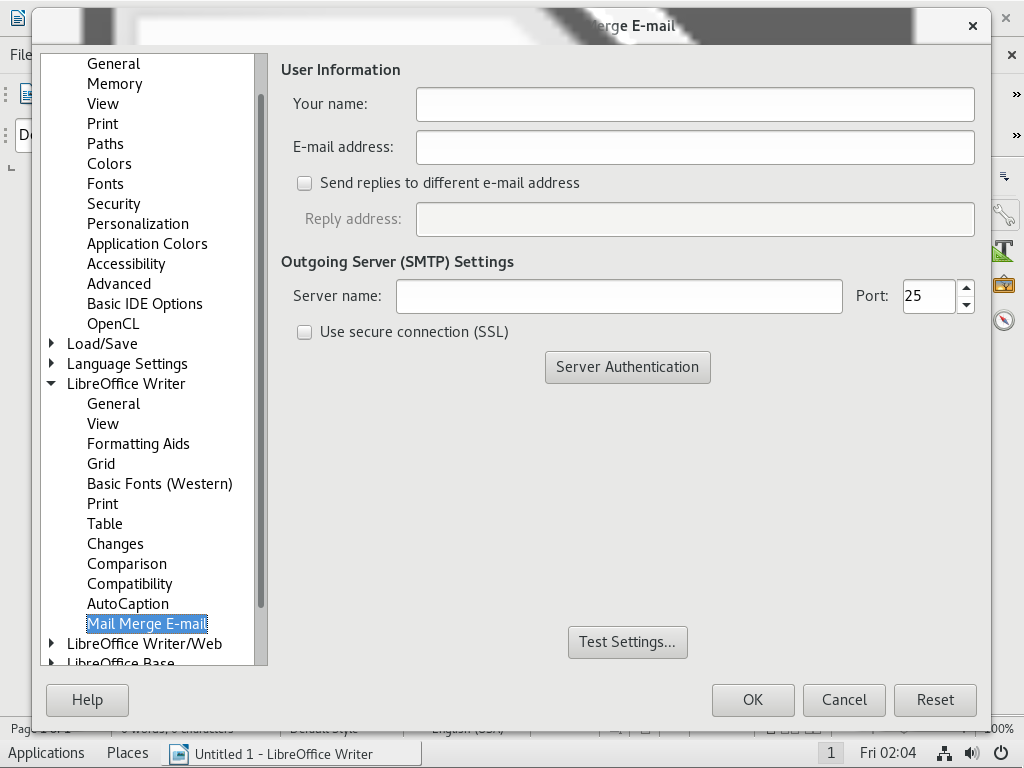 Merge E-mail
File
General
Memory
View
Print
Paths
Colors
Fonts
Security
Personalization
Application Colors
Accessibility
Advanced
Basic IDE Options
OpenCL
Load/Save
Language Settings
LibreOffice Writer
General
View
Formatting Aids
Grid
Basic Fonts (Western)
Print
Table
Changes
Comparison
Compatibility
AutoCaption
Mail Merge E-mail
LibreOffice Writer/Web
LibreOffice Base
User Information
Your name:
E-mail address:
Send replies to different e-mail address
Reply address:
Outgoing Server (SMTP) Settings
Server name:
Port: 25
Use secure connection (SSL)
Server Authentication
Test Settings...
Help
OK
Cancel
Reset
100%
Applications
Places
Untitled 1 - LibreOffice Writer
1
Fri 02:04